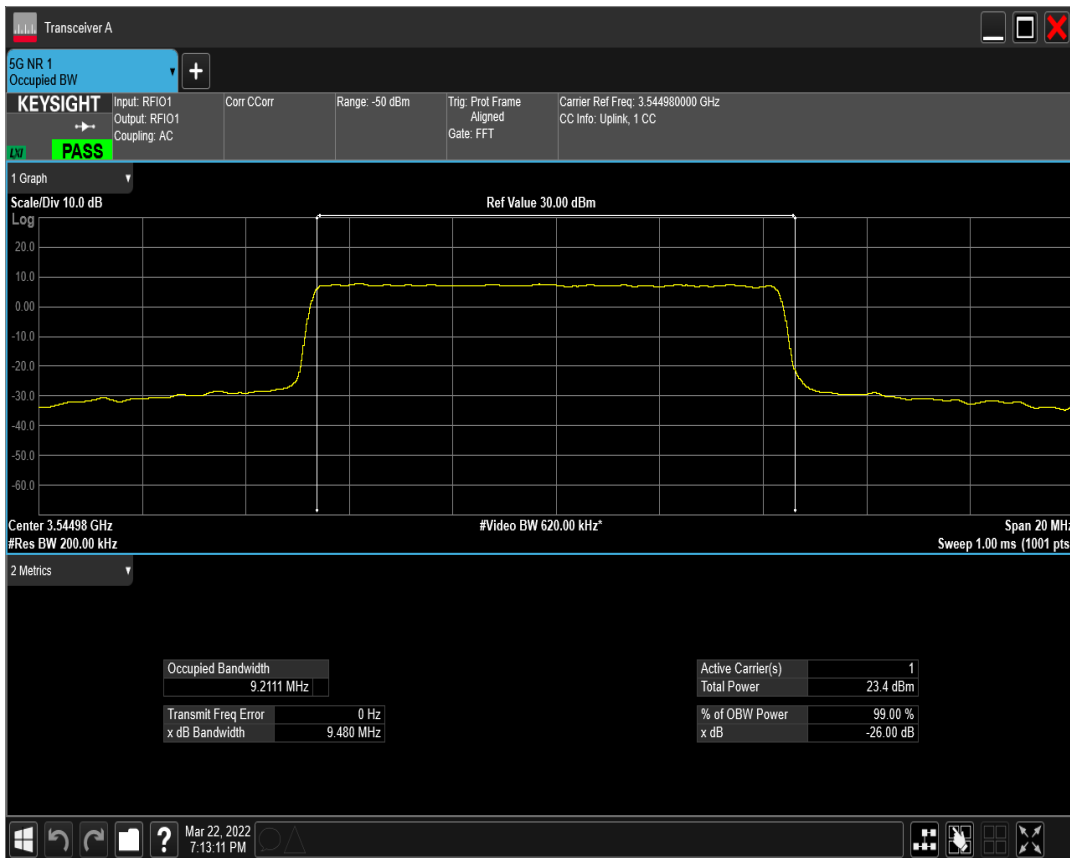 Transceiver A
5G NR 1
Occupied BW
KEYSIGHT
LXI
PASS
Input: RFIO1
Output: RFIO1
Coupling: AC
Corr CCorr
Range: -50 dBm
Trig: Prot Frame
Aligned
Gate: FFT
Carrier Ref Freq: 3.544980000 GHz
CC Info: Uplink, 1 CC
1 Graph
Scale/Div 10.0 dB
Ref Value 30.00 dBm
Log
20.0
10.0
0.00
-10.0
-20.0
-30.0
-40.0
-50.0
-60.0
Center 3.54498 GHz
#Video BW 620.00 kHz*
Span 20 MHz
#Res BW 200.00 kHz
Sweep 1.00 ms (1001 pts
2 Metrics
Occupied Bandwidth
9.2111 MHz
Transmit Freq Error 0 Hz
x dB Bandwidth 9.480 MHz
Active Carrier(s) 1
Total Power 23.4 dBm
% of OBW Power 99.00 %
x dB -26.00 dB
?
Mar 22, 2022
7:13:11 PM